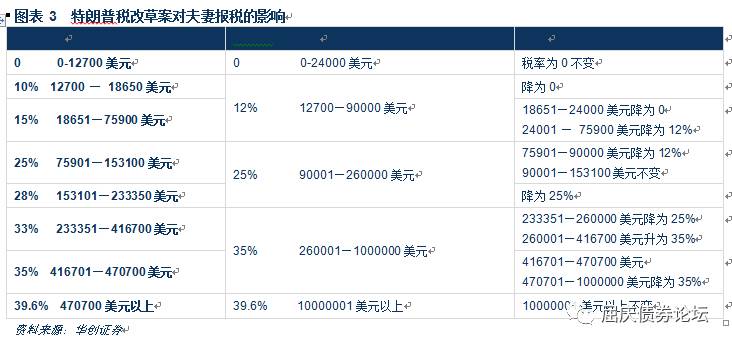 图表 3 特朗普税改草案对夫妻报税的影响
0 0-12700 美元 0 0-24000 美元 税率为 0 不变
10% 12700 — 18650 美元 12% 12700—90000 美元 降为 0
15% 18651—75900 美元 18651—24000 美元降为 0
24001 — 75900 美元降为 12%
25% 75901—153100 美元 25% 90001—260000 美元 75901—90000 美元降为 12%
90001—153100 美元不变
28% 153101—233350 美元 降为 25%
33% 233351—416700 美元 35% 260001—1000000 美元 233351—260000 美元降为 25%
260001—416700 美元升为 35%
35% 416701—470700 美元 416701—470700 美元
470701—1000000 美元降为 35%
39.6% 470700 美元以上 39.6% 10000001 美元以上 美元以上不变
资料来源：华创证券
屈庆债券论坛